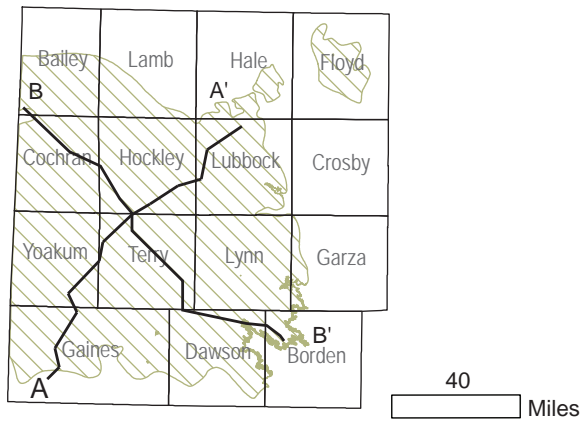 Bailey Lamb Hale Floyd
B A'
Cochran Hockley Lubbock Crosby
Yoakum Terry Lynn Garza
Gaines Dawson Borden B'
A
40
Miles